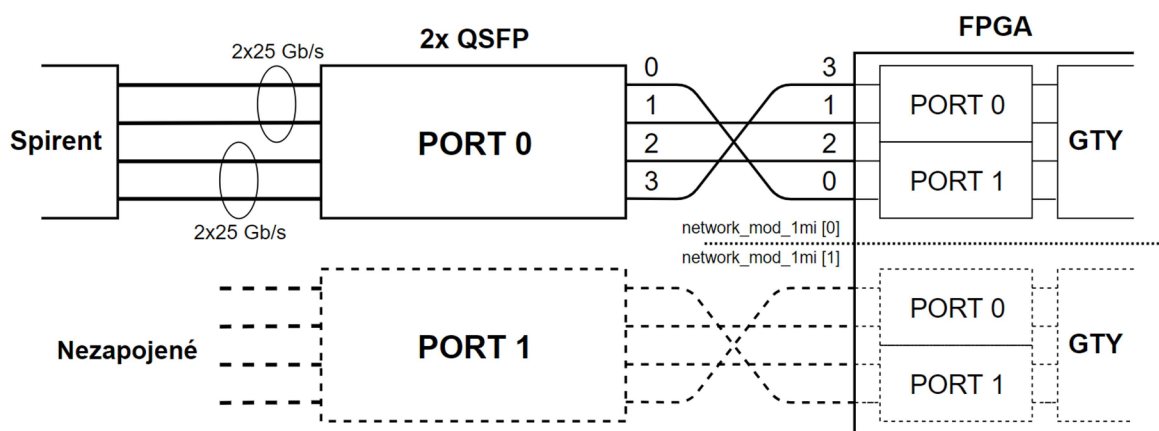 2x QSFP
FPGA
2x25 Gb/s
Spirent
PORT 0
0
1
2
3
3
1
2
0
PORT 0
PORT 1
GTY
2x25 Gb/s
network_mod_1mi [0]
network_mod_1mi [1]
Nezapojené
PORT 1
PORT 0
PORT 1
GTY